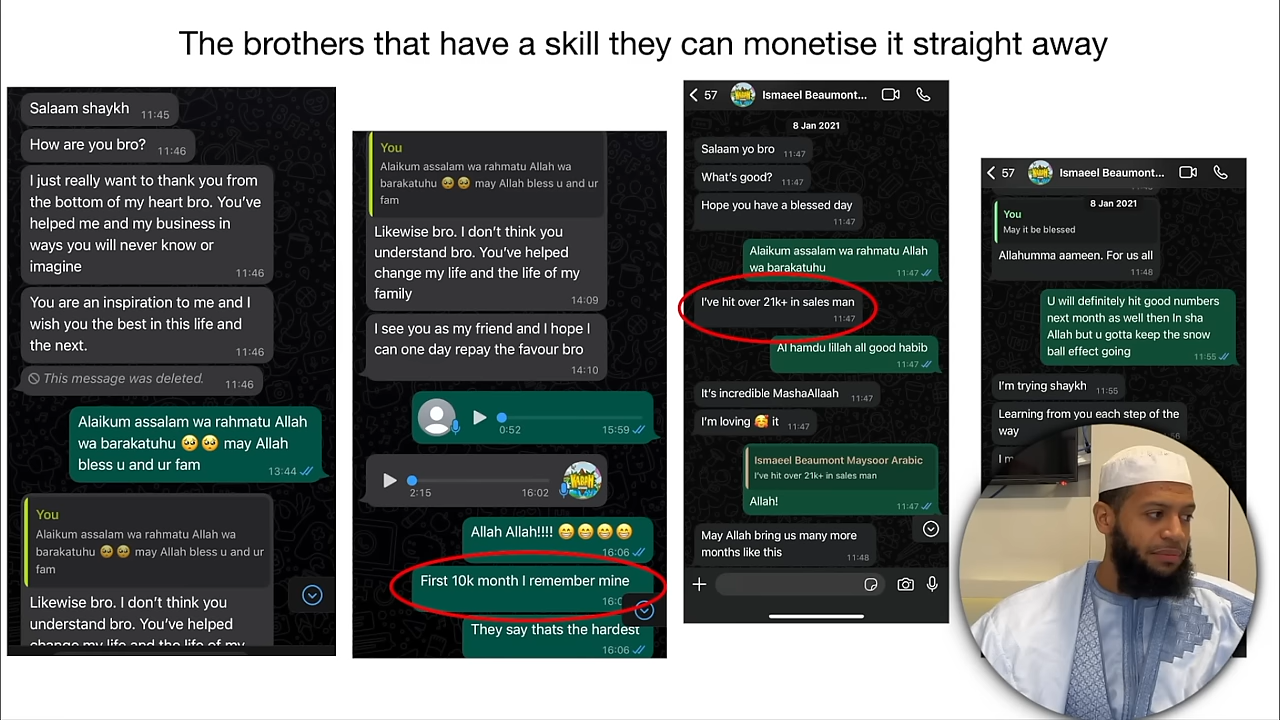 The brothers that have a skill they can monetise it straight away
Salaam shaykh 11:45
How are you bro? 11:46
I just really want to thank you from
the bottom of my heart bro. You've
helped me and my business in
ways you will never know or
imagine 11:46
You are an inspiration to me and I
wish you the best in this life and
the next. 11:46
This message was deleted. 11:46
Alaikum assalam wa rahmatu Allah
wa barakatuhu 🥺 🥺 may Allah
bless u and ur fam 13:44
You
Alaikum assalam wa rahmatu Allah wa
barakatuhu 🥺 🥺 may Allah bless u and ur
fam
Likewise bro. I don't think you
understand bro. You've helped
change my life and the life of my
You
Alaikum assalam wa rahmatu Allah wa
barakatuhu 🥺 🥺 may Allah bless u and ur
fam
Likewise bro. I don't think you
understand bro. You've helped
change my life and the life of my
family 14:09
I see you as my friend and I hope I
can one day repay the favour bro
14:10
0:52 15:59
2:15 16:02
Allah Allah!!!! 😁😁😁😁
16:06
First 10k month I remember mine
They say thats the hardest
16:06
57 Ismaeel Beaumont...
8 Jan 2021
Salaam yo bro 11:47
What's good? 11:47
Hope you have a blessed day
11:47
Alaikum assalam wa rahmatu Allah
wa barakatuhu 11:47
I've hit over 21k+ in sales man
11:47
Al hamdu lillah all good habib
11:47
It's incredible MashaAllaah 11:47
I'm loving 🥰 it 11:47
Ismaeel Beaumont Maysoor Arabic
I've hit over 21k+ in sales man
Allah! 11:47
May Allah bring us many more
months like this 11:48
57 Ismaeel Beaumont...
8 Jan 2021
You
May it be blessed
Allahumma aameen. For us all
11:48
U will definitely hit good numbers
next month as well then In sha
Allah but u gotta keep the snow
ball effect going 11:55
I'm trying shaykh 11:55
Learning from you each step of the
way